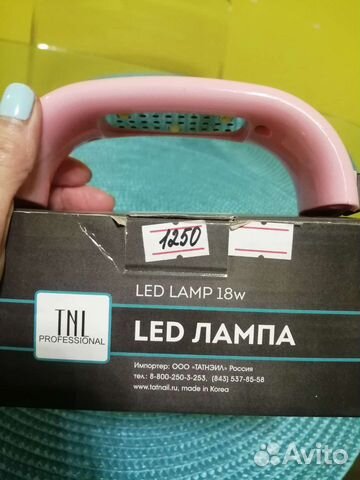 1250
LED LAMP 18w
TNL
PROFESSIONAL
LED ЛАМПА
Импортер: ООО «ТАТНЭИЛ» Россия
тел.: 8-800-250-3-253, (843) 537-85-58
www.tatnail.ru, made in Korea
Avito